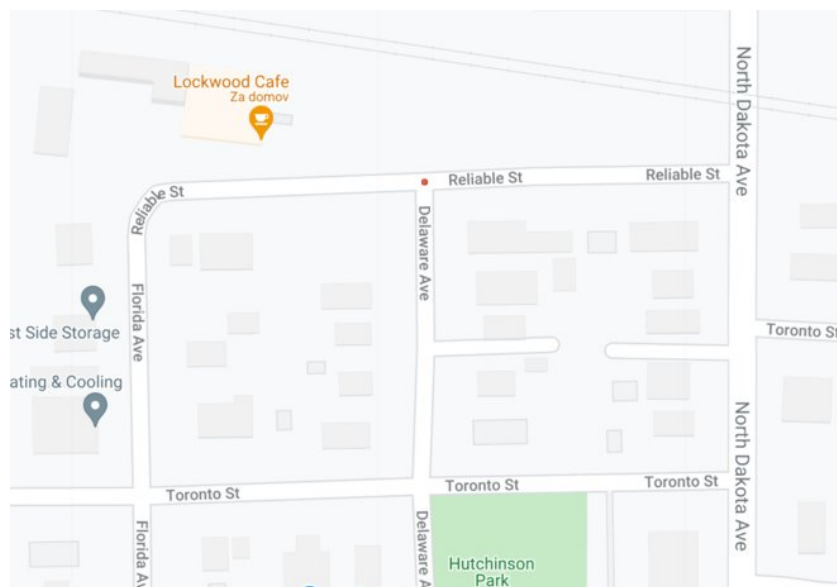 Lockwood Cafe
Za domov
North Dakota Ave
Reliable St
Reliable St
Reliable St
Delaware Ave
Florida Ave
st Side Storage
Toronto St
ating & Cooling
North Dakota Ave
Toronto St
Toronto St
Toronto St
Florida Av
Delaware A
Hutchinson
Park